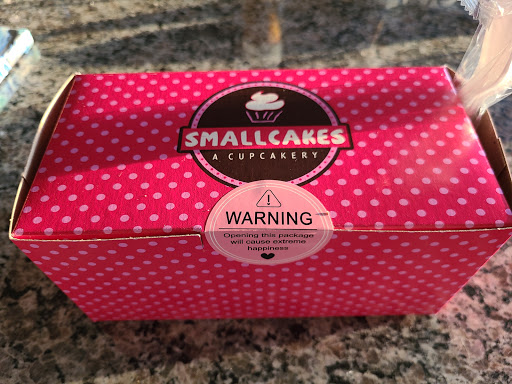 SMALLCAKES
A CUPCAKERY
WARNING
Opening this package
will cause extreme
happiness